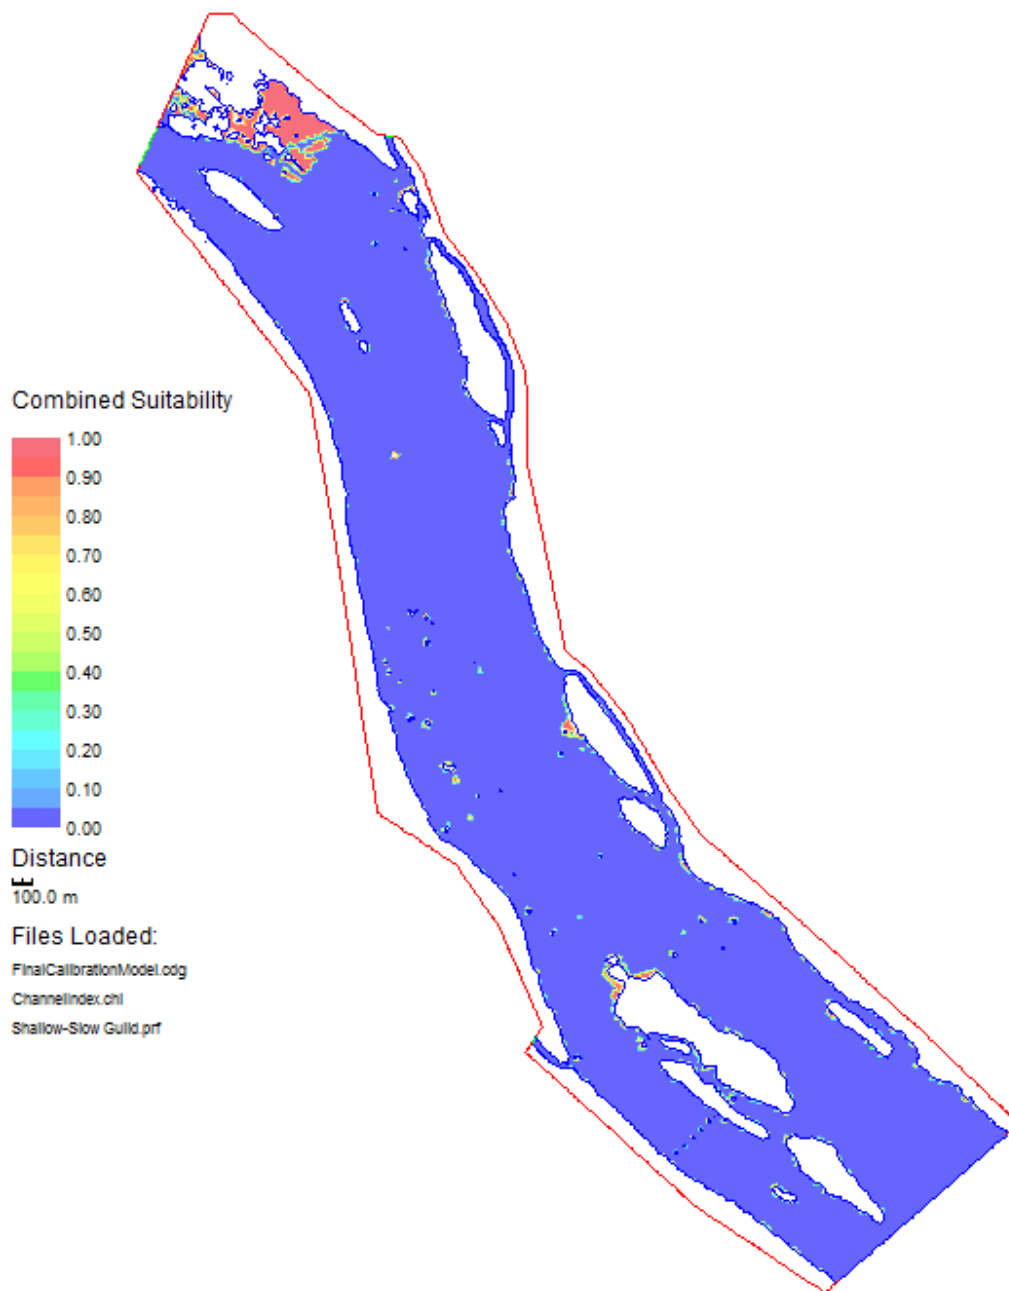 Combined Suitability
1.00
0.90
0.80
0.70
0.60
0.50
0.40
0.30
0.20
0.10
0.00
Distance
100.0 m
Files Loaded:
FinalCalibrationModel.cdg
ChannelIndex.chi
Shallow-Slow Guild.prf